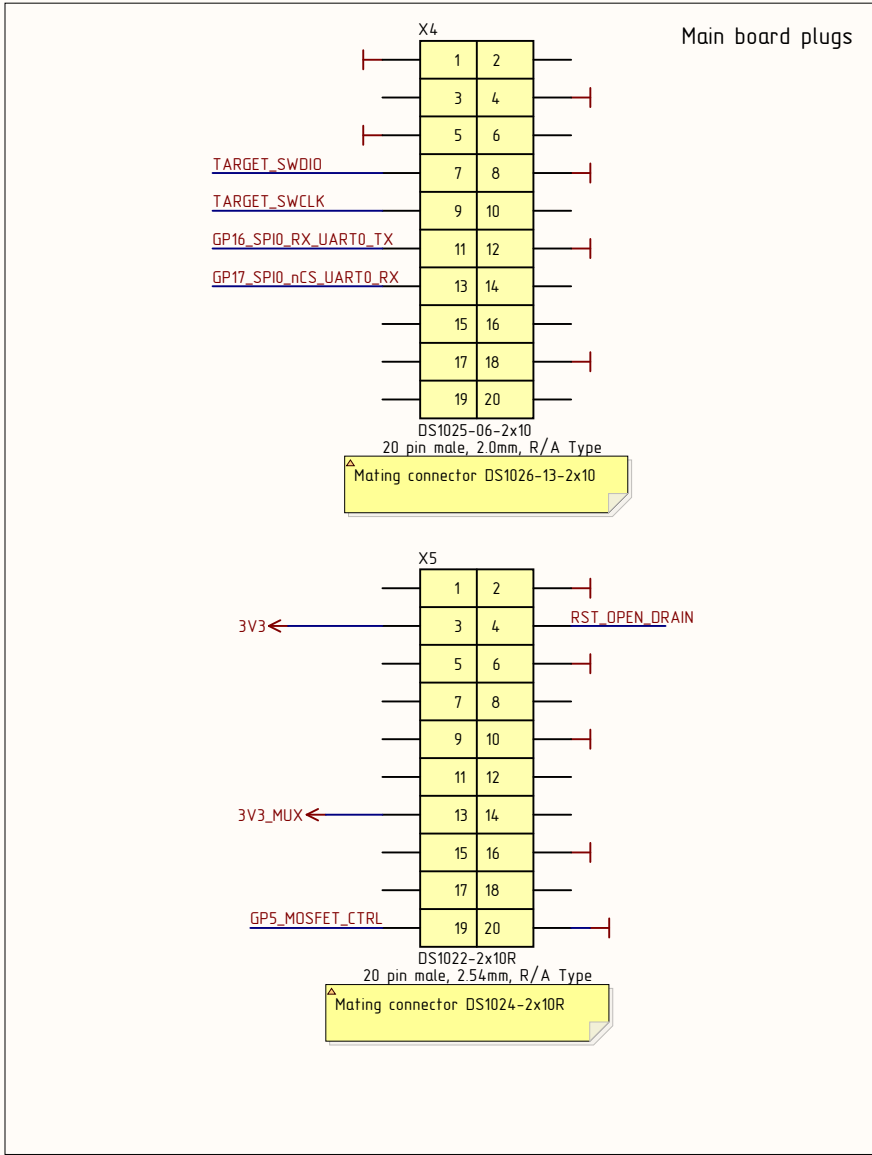 Main board plugs
X4
1 2
3 4
5 6
TARGET_SWDIO 7 8
TARGET_SWCLK 9 10
GP16_SPI0_RX_UART0_TX 11 12
GP17_SPI0_nCS_UART0_RX 13 14
15 16
17 18
19 20
DS1025-06-2x10
20 pin male, 2.0mm, R/A Type
Mating connector DS1026-13-2x10
X5
1 2
3V3 3 4 RST_OPEN_DRAIN
5 6
7 8
9 10
11 12
3V3_MUX 13 14
15 16
17 18
GP5_MOSFET_CTRL 19 20
DS1022-2x10R
20 pin male, 2.54mm, R/A Type
Mating connector DS1024-2x10R